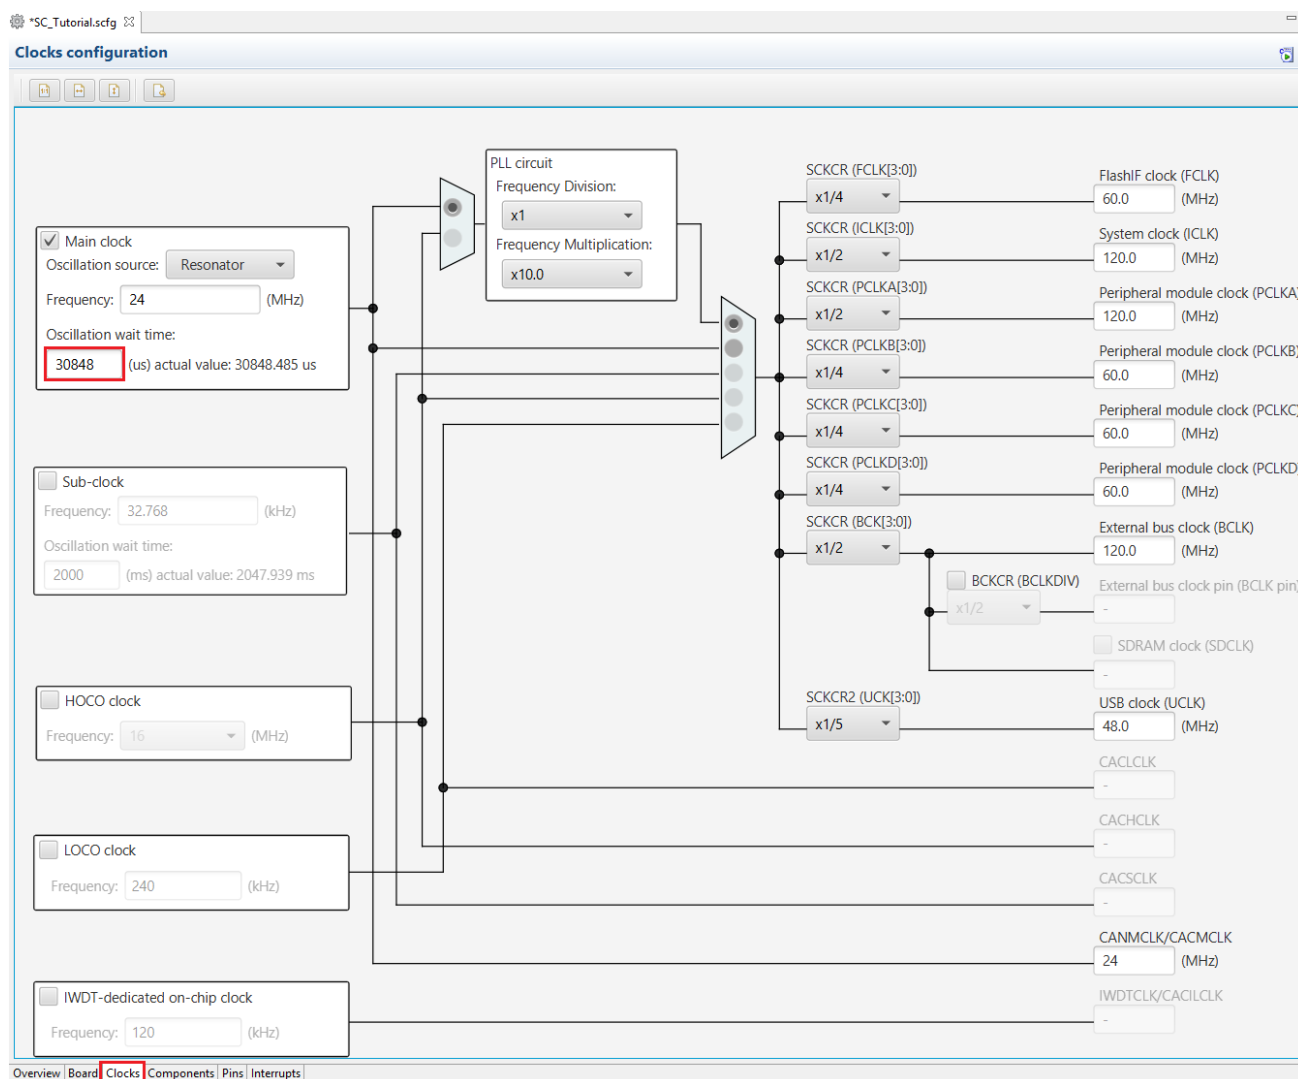 *SC_Tutorial.scfg
Clocks configuration
PLL circuit
Frequency Division:
x1
Frequency Multiplication:
x10.0
Main clock
Oscillation source: Resonator
Frequency: 24 (MHz)
Oscillation wait time:
30848 (us) actual value: 30848.485 us
Sub-clock
Frequency: 32.768 (kHz)
Oscillation wait time:
2000 (ms) actual value: 2047.939 ms
HOCO clock
Frequency: 16 (MHz)
LOCO clock
Frequency: 240 (kHz)
IWDT-dedicated on-chip clock
Frequency: 120 (kHz)
SCKCR (FCLK[3:0])
x1/4
FlashIF clock (FCLK)
60.0 (MHz)
SCKCR (ICLK[3:0])
x1/2
System clock (ICLK)
120.0 (MHz)
SCKCR (PCLKA[3:0])
x1/2
Peripheral module clock (PCLKA)
120.0 (MHz)
SCKCR (PCLKB[3:0])
x1/4
Peripheral module clock (PCLKB)
60.0 (MHz)
SCKCR (PCLKC[3:0])
x1/4
Peripheral module clock (PCLKC)
60.0 (MHz)
SCKCR (PCLKD[3:0])
x1/4
Peripheral module clock (PCLKD
60.0 (MHz)
SCKCR (BCK[3:0])
x1/2
External bus clock (BCLK)
120.0 (MHz)
BCKCR (BCLKDIV)
x1/2
External bus clock pin (BCLK pin)
-
SDRAM clock (SDCLK)
-
SCKCR2 (UCK[3:0])
x1/5
USB clock (UCLK)
48.0 (MHz)
CACLCLK
-
CACHCLK
-
CACSCLK
-
CANMCLK/CACMCLK
24 (MHz)
IWDTCLK/CACILCLK
-
Overview Board Clocks Components Pins Interrupts